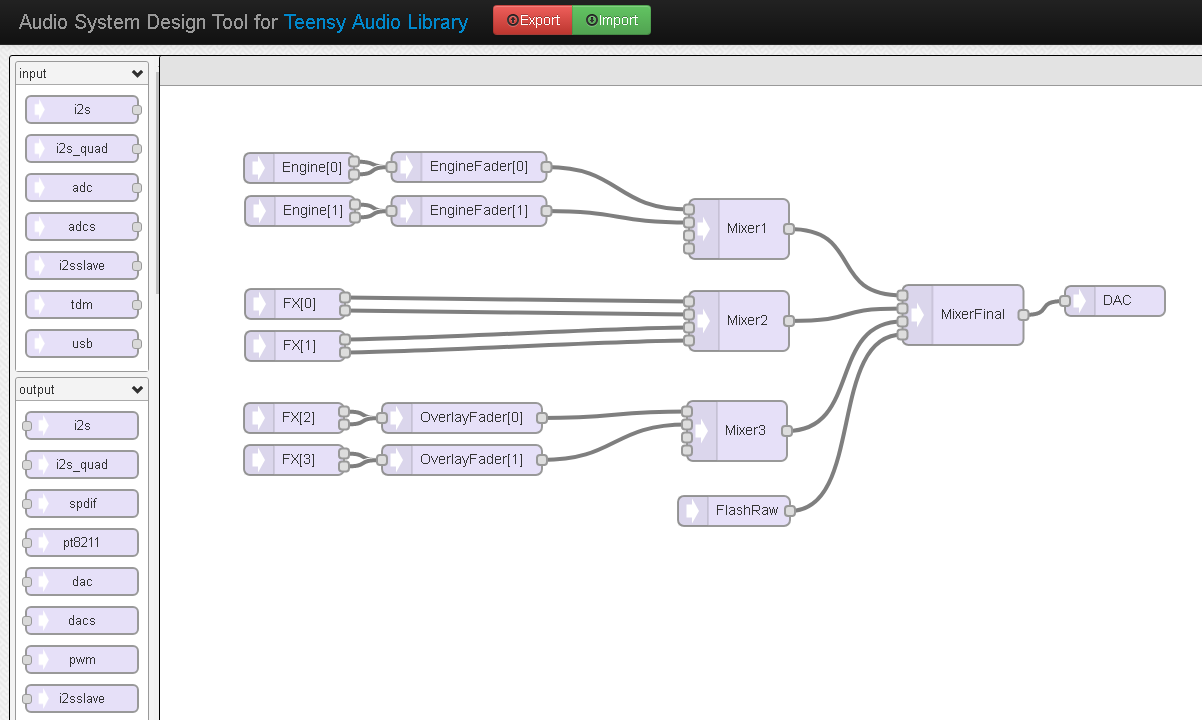 Audio System Design Tool for Teensy Audio Library
Export
Import
input
i2s
i2s_quad
adc
adcs
i2sslave
tdm
usb
output
i2s
i2s_quad
spdif
pt8211
dac
dacs
pwm
i2sslave
Engine[0]
EngineFader[0]
Engine[1]
EngineFader[1]
Mixer1
FX[0]
FX[1]
Mixer2
MixerFinal
DAC
FX[2]
OverlayFader[0]
FX[3]
OverlayFader[1]
Mixer3
FlashRaw